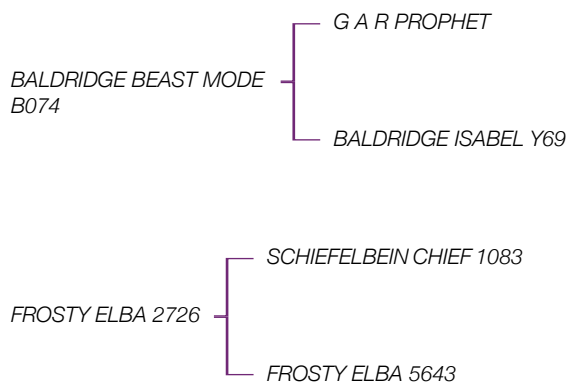 G A R PROPHET
BALDRIDGE BEAST MODE
B074
BALDRIDGE ISABEL Y69
SCHIEFELBEIN CHIEF 1083
FROSTY ELBA 2726
FROSTY ELBA 5643